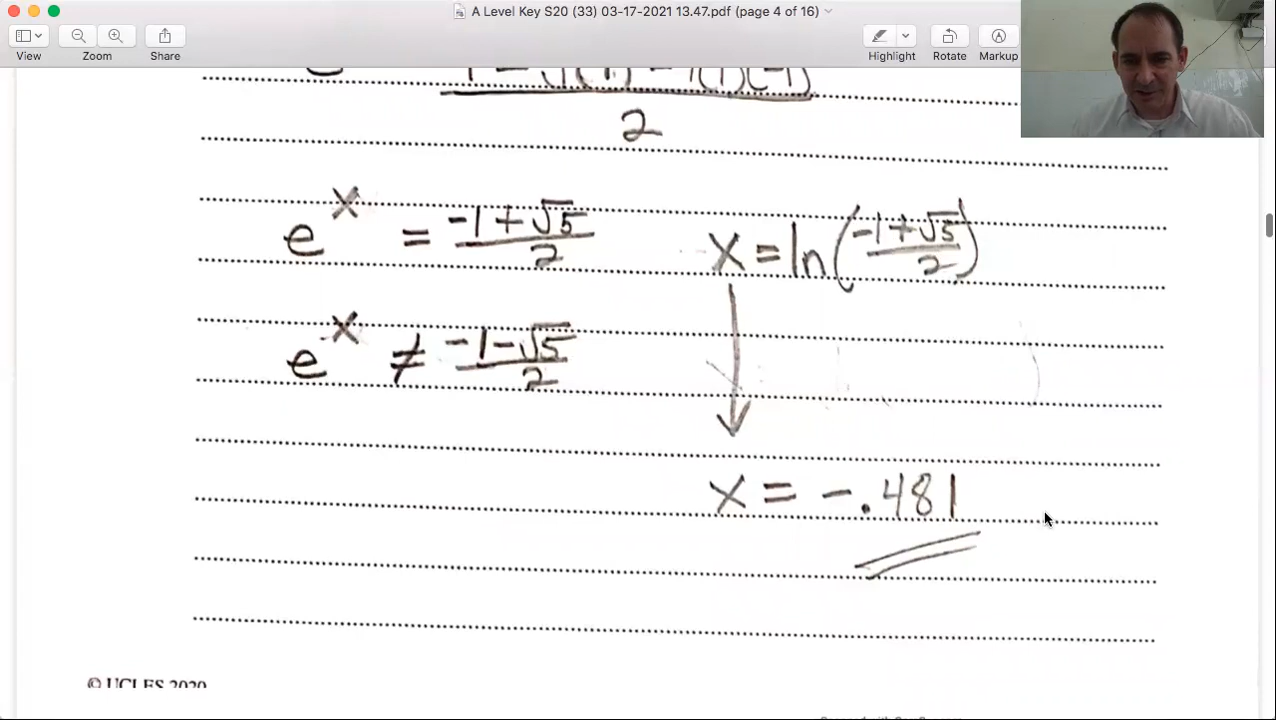 A Level Key S20 (33) 03-17-2021 13.47.pdf (page 4 of 16)
View Zoom Share Highlight Rotate Markup
2
e^x = (-1+√5)/2 x = ln((-1+√5)/2)
e^x ≠ (-1-√5)/2
x = -.481
© UCLES 2020